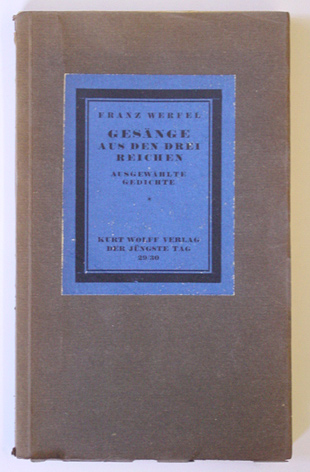 FRANZ WERFEL
GESÄNGE
AUS DEN DREI
REICHEN
AUSGEWÄHLTE
GEDICHTE
*
KURT WOLFF VERLAG
DER JÜNGSTE TAG
29/30